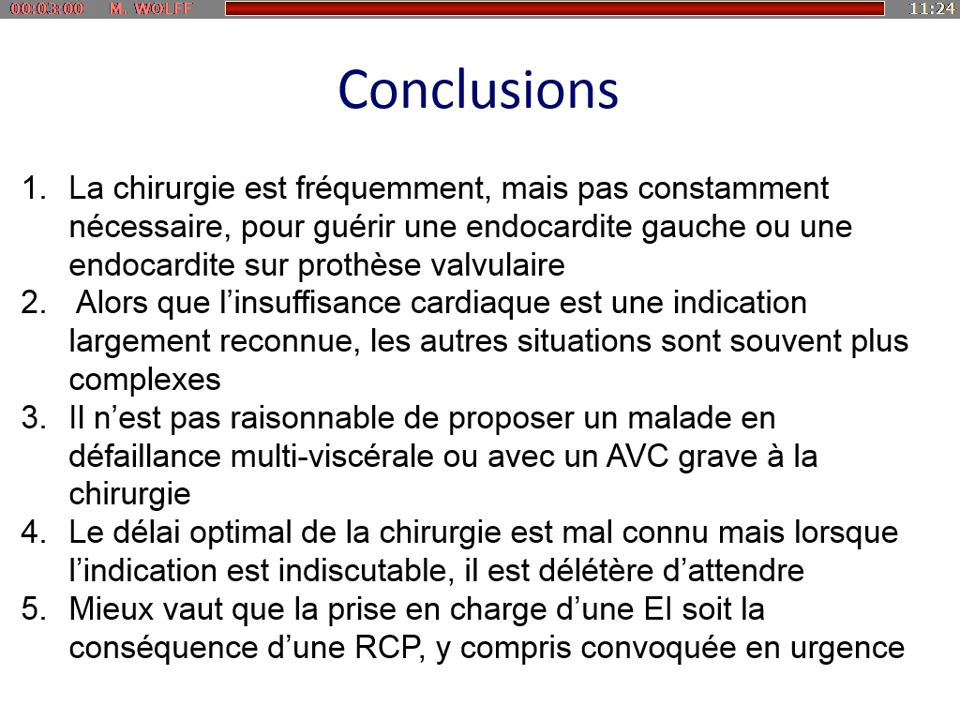 00:03:00 M. WOLFF 11:24
Conclusions
1. La chirurgie est fréquemment, mais pas constamment
nécessaire, pour guérir une endocardite gauche ou une
endocardite sur prothèse valvulaire
2. Alors que l’insuffisance cardiaque est une indication
largement reconnue, les autres situations sont souvent plus
complexes
3. Il n’est pas raisonnable de proposer un malade en
défaillance multi-viscérale ou avec un AVC grave à la
chirurgie
4. Le délai optimal de la chirurgie est mal connu mais lorsque
l’indication est indiscutable, il est délétère d’attendre
5. Mieux vaut que la prise en charge d’une EI soit la
conséquence d’une RCP, y compris convoquée en urgence